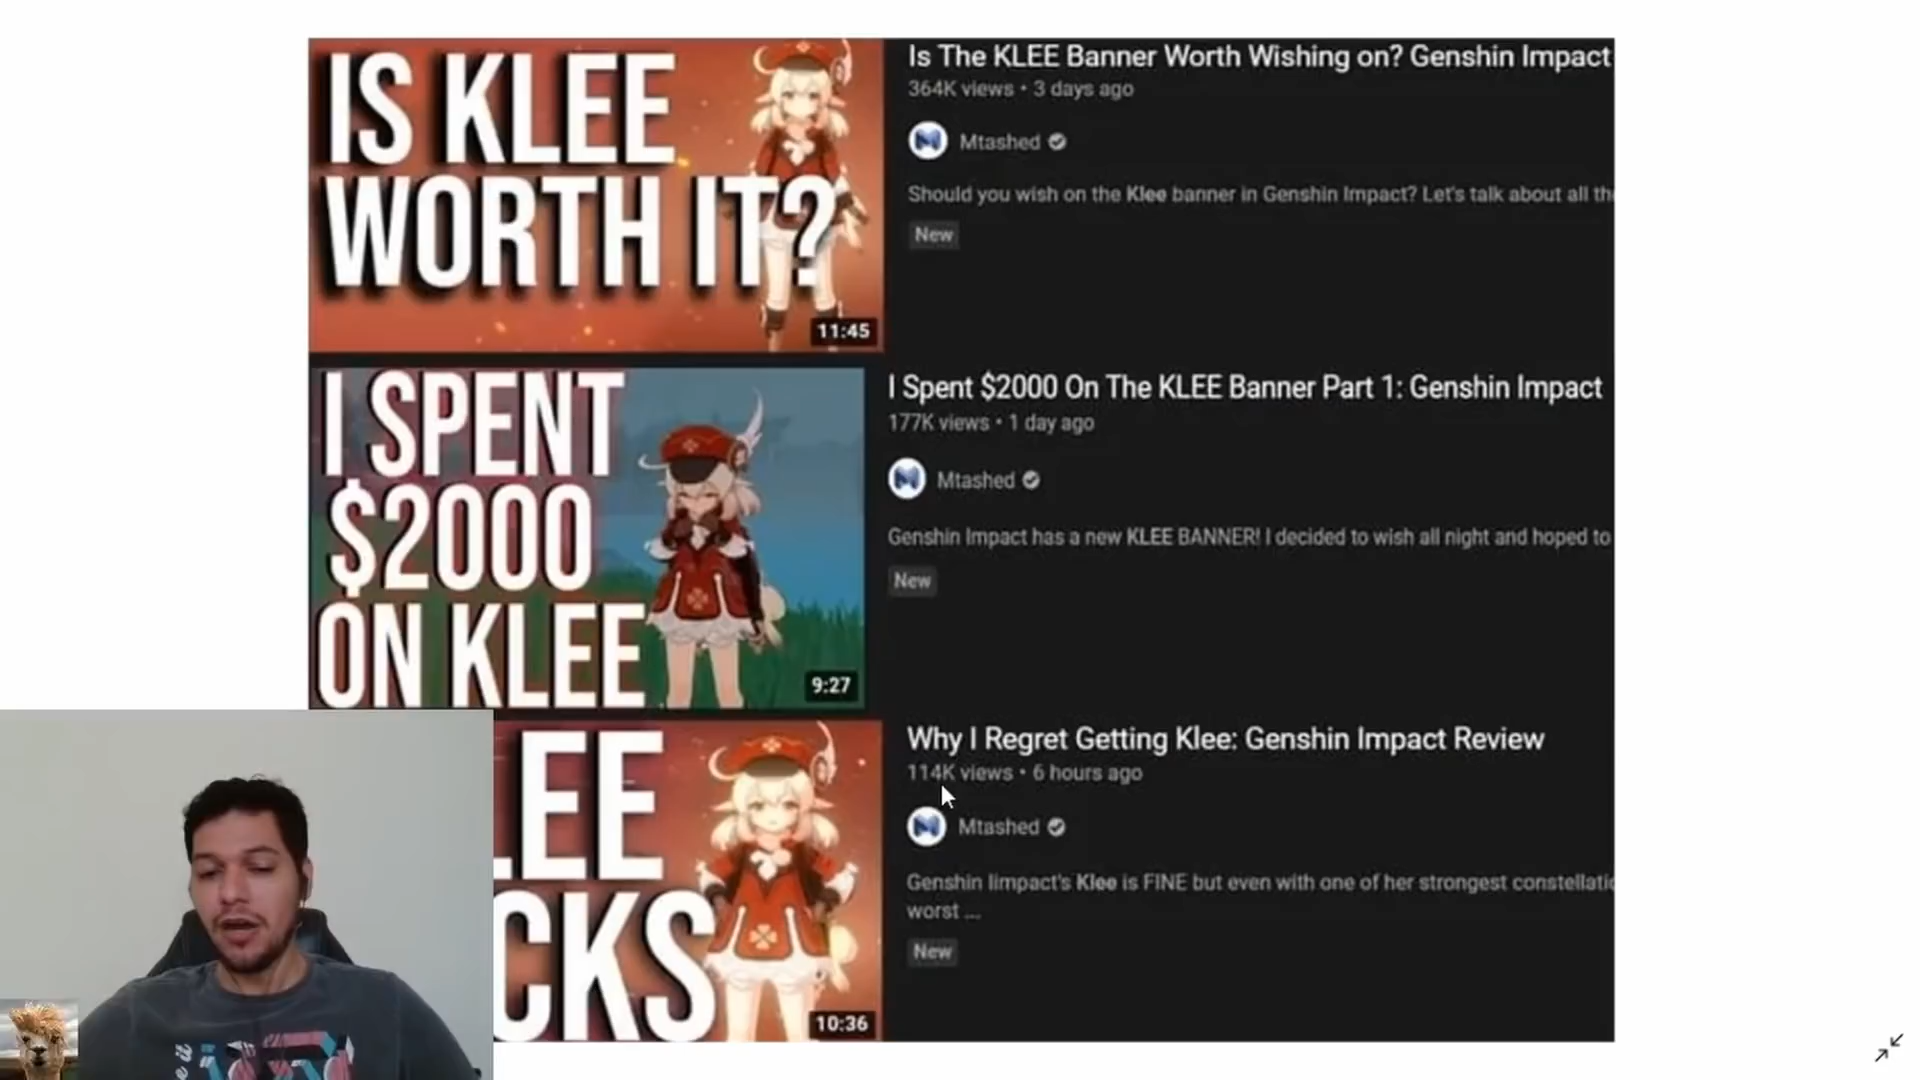 IS KLEE
WORTH IT?
11:45
Is The KLEE Banner Worth Wishing on? Genshin Impact
364K views • 3 days ago
Mtashed
Should you wish on the Klee banner in Genshin Impact? Let's talk about all
New
I SPENT
$2000
ON KLEE
9:27
I Spent $2000 On The KLEE Banner Part 1: Genshin Impact
177K views • 1 day ago
Mtashed
Genshin Impact has a new KLEE BANNER! I decided to wish all night and hoped to
New
LEE
CKS
10:36
Why I Regret Getting Klee: Genshin Impact Review
114K views • 6 hours ago
Mtashed
Genshin Iimpact's Klee is FINE but even with one of her strongest
worst ...
New